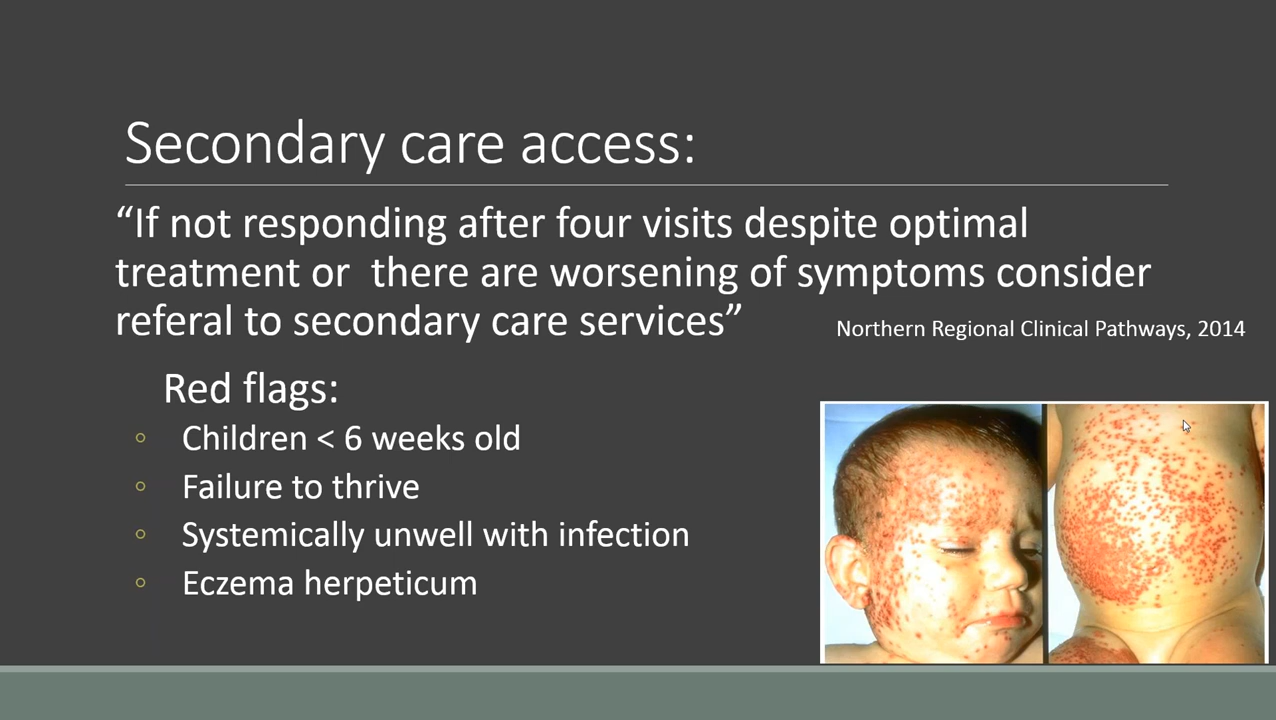 Secondary care access:
“If not responding after four visits despite optimal
treatment or  there are worsening of symptoms consider
referal to secondary care services”
Northern Regional Clinical Pathways, 2014
Red flags:
Children < 6 weeks old
Failure to thrive
Systemically unwell with infection
Eczema herpeticum